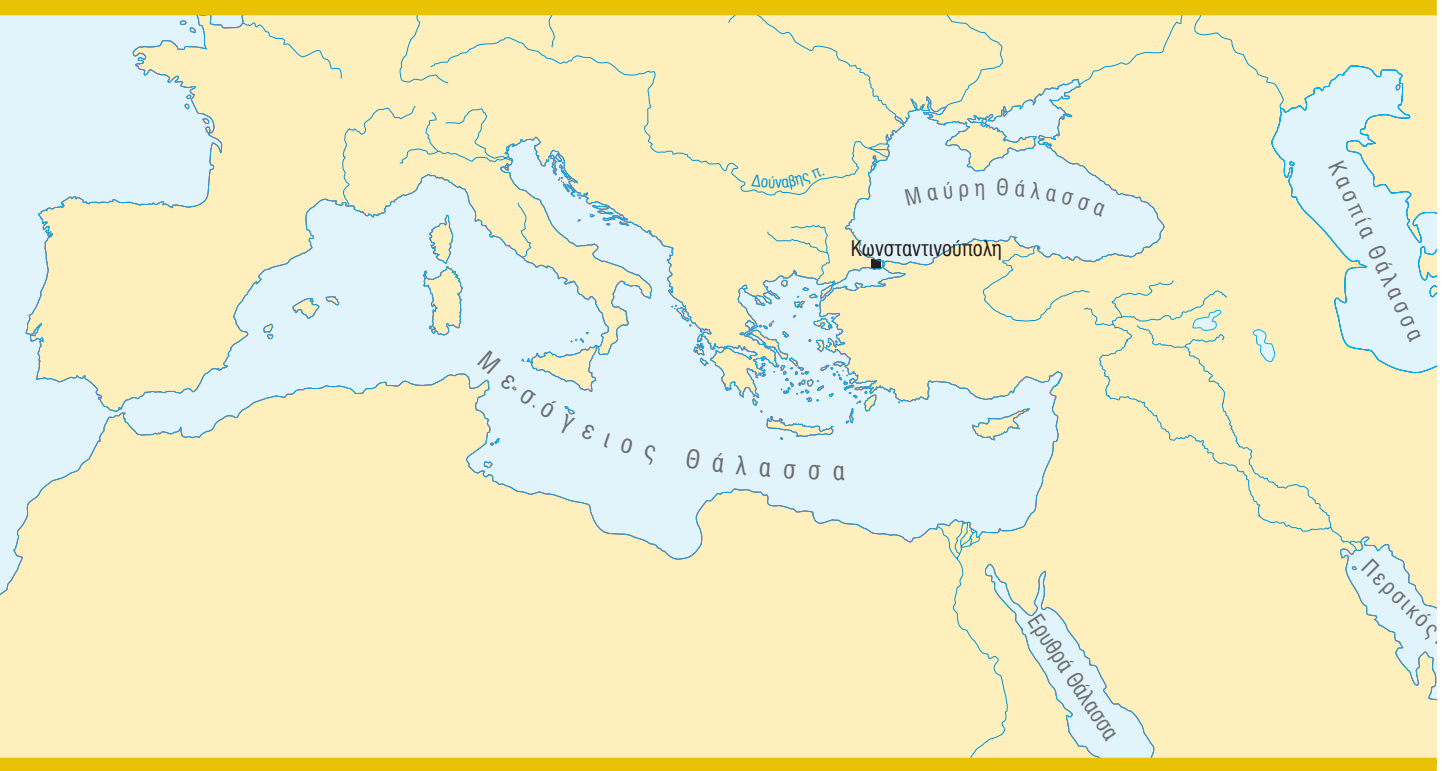 Δούναβης π.
Μαύρη Θάλασσα
Κασπία Θάλασσα
Κωνσταντινούπολη
Μεσόγειος Θάλασσα
Περσικός
Ερυθρά Θάλασσα